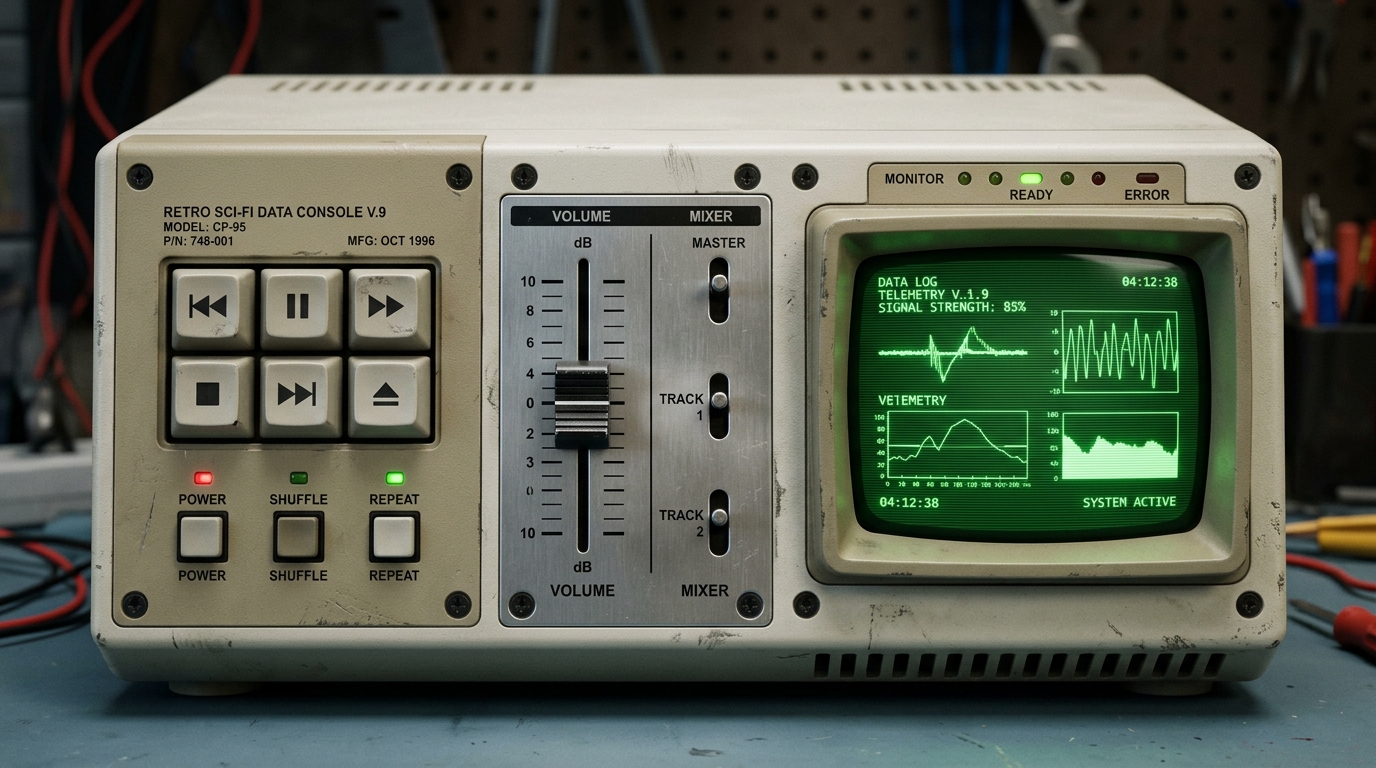 RETRO SCI-FI DATA CONSOLE V.9
MODEL: CP-95
P/N: 748-001 MFG: OCT 1996
POWER SHUFFLE REPEAT
POWER SHUFFLE REPEAT
VOLUME MIXER
dB MASTER
10
8
6
4
0
2
3
0
10
TRACK
1
TRACK
2
dB
VOLUME MIXER
MONITOR
READY ERROR
DATA LOG 04:12:38
TELEMETRY V..1.9
SIGNAL STRENGTH: 85%
VE1EMETRY
04:12:38 SYSTEM ACTIVE